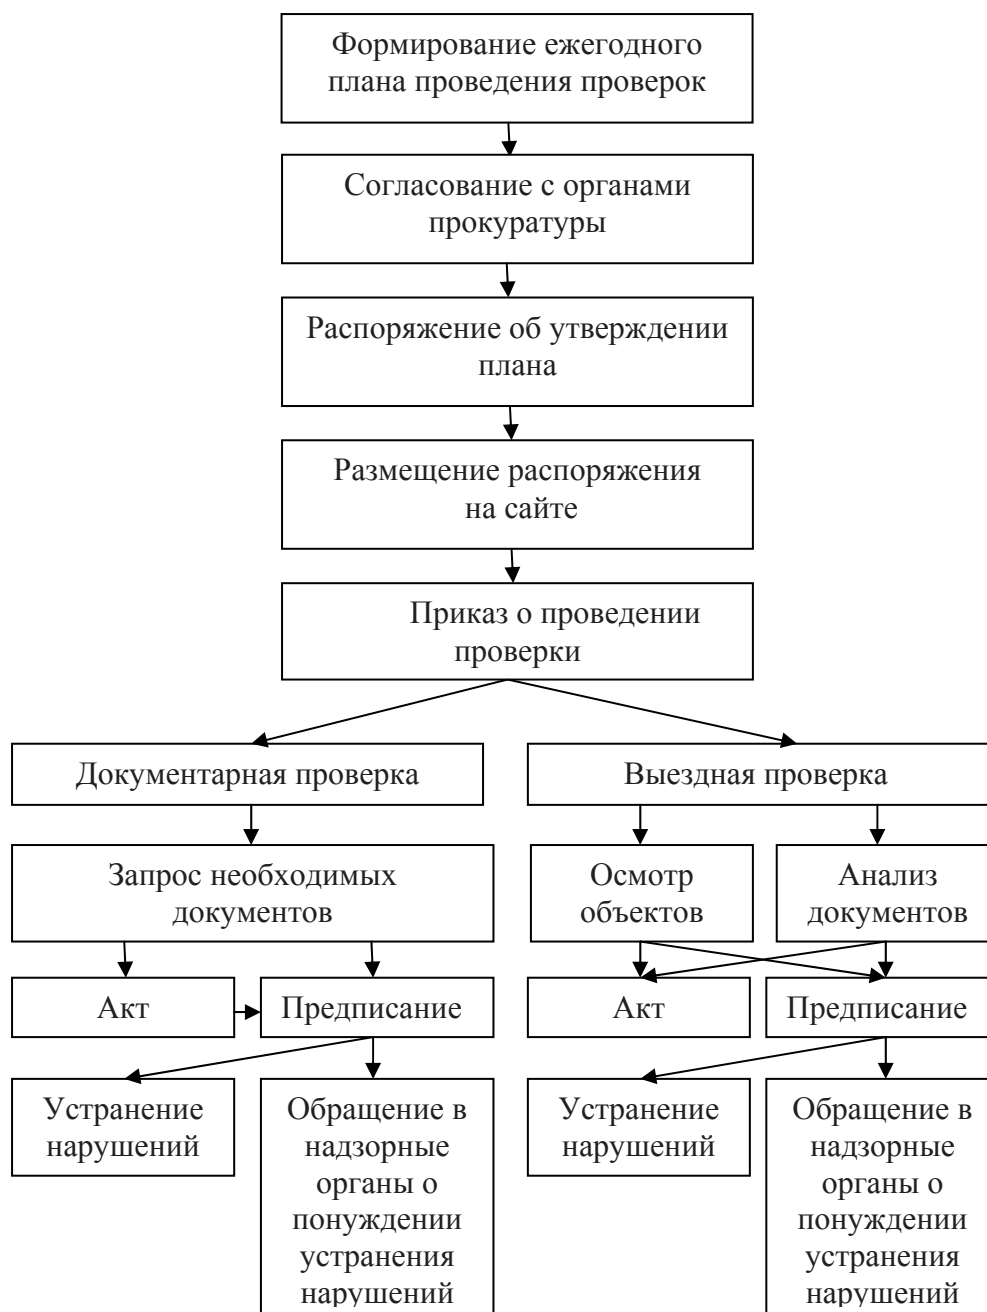 Формирование ежегодного
плана проведения проверок
Согласование с органами
прокуратуры
Распоряжение об утверждении
плана
Размещение распоряжения
на сайте
Приказ о проведении
проверки
Документарная проверка
Выездная проверка
Запрос необходимых
документов
Осмотр
объектов
Анализ
документов
Акт
Предписание
Акт
Предписание
Устранение
нарушений
Обращение в
надзорные
органы о
понуждении
устранения
нарушений
Устранение
нарушений
Обращение в
надзорные
органы о
понуждении
устранения
нарушений